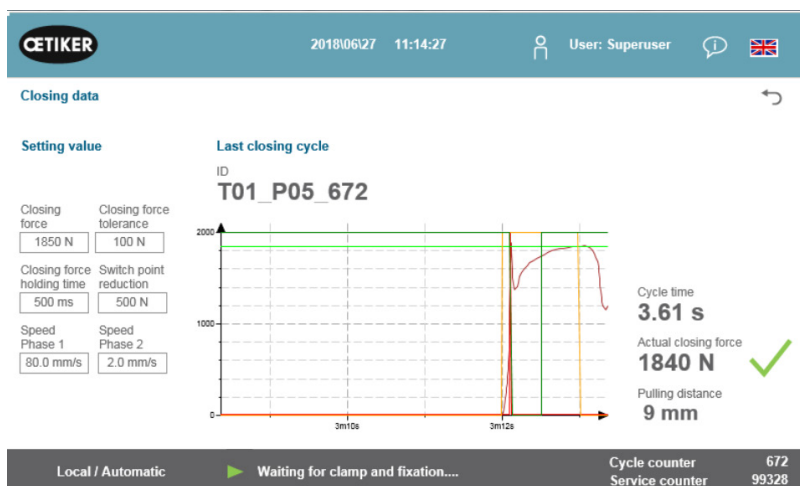 ŒTIKER
2018\06\27 11:14:27
User: Superuser
Closing data
Setting value
Last closing cycle
ID
T01_P05_672
Closing force
1850 N
Closing force tolerance
100 N
Closing force holding time
500 ms
Switch point reduction
500 N
Speed Phase 1
80.0 mm/s
Speed Phase 2
2.0 mm/s
2000
1000
0
3m10s
3m12s
Cycle time
3.61 s
Actual closing force
1840 N
Pulling distance
9 mm
Local / Automatic
Waiting for clamp and fixation....
Cycle counter 672
Service counter 99328